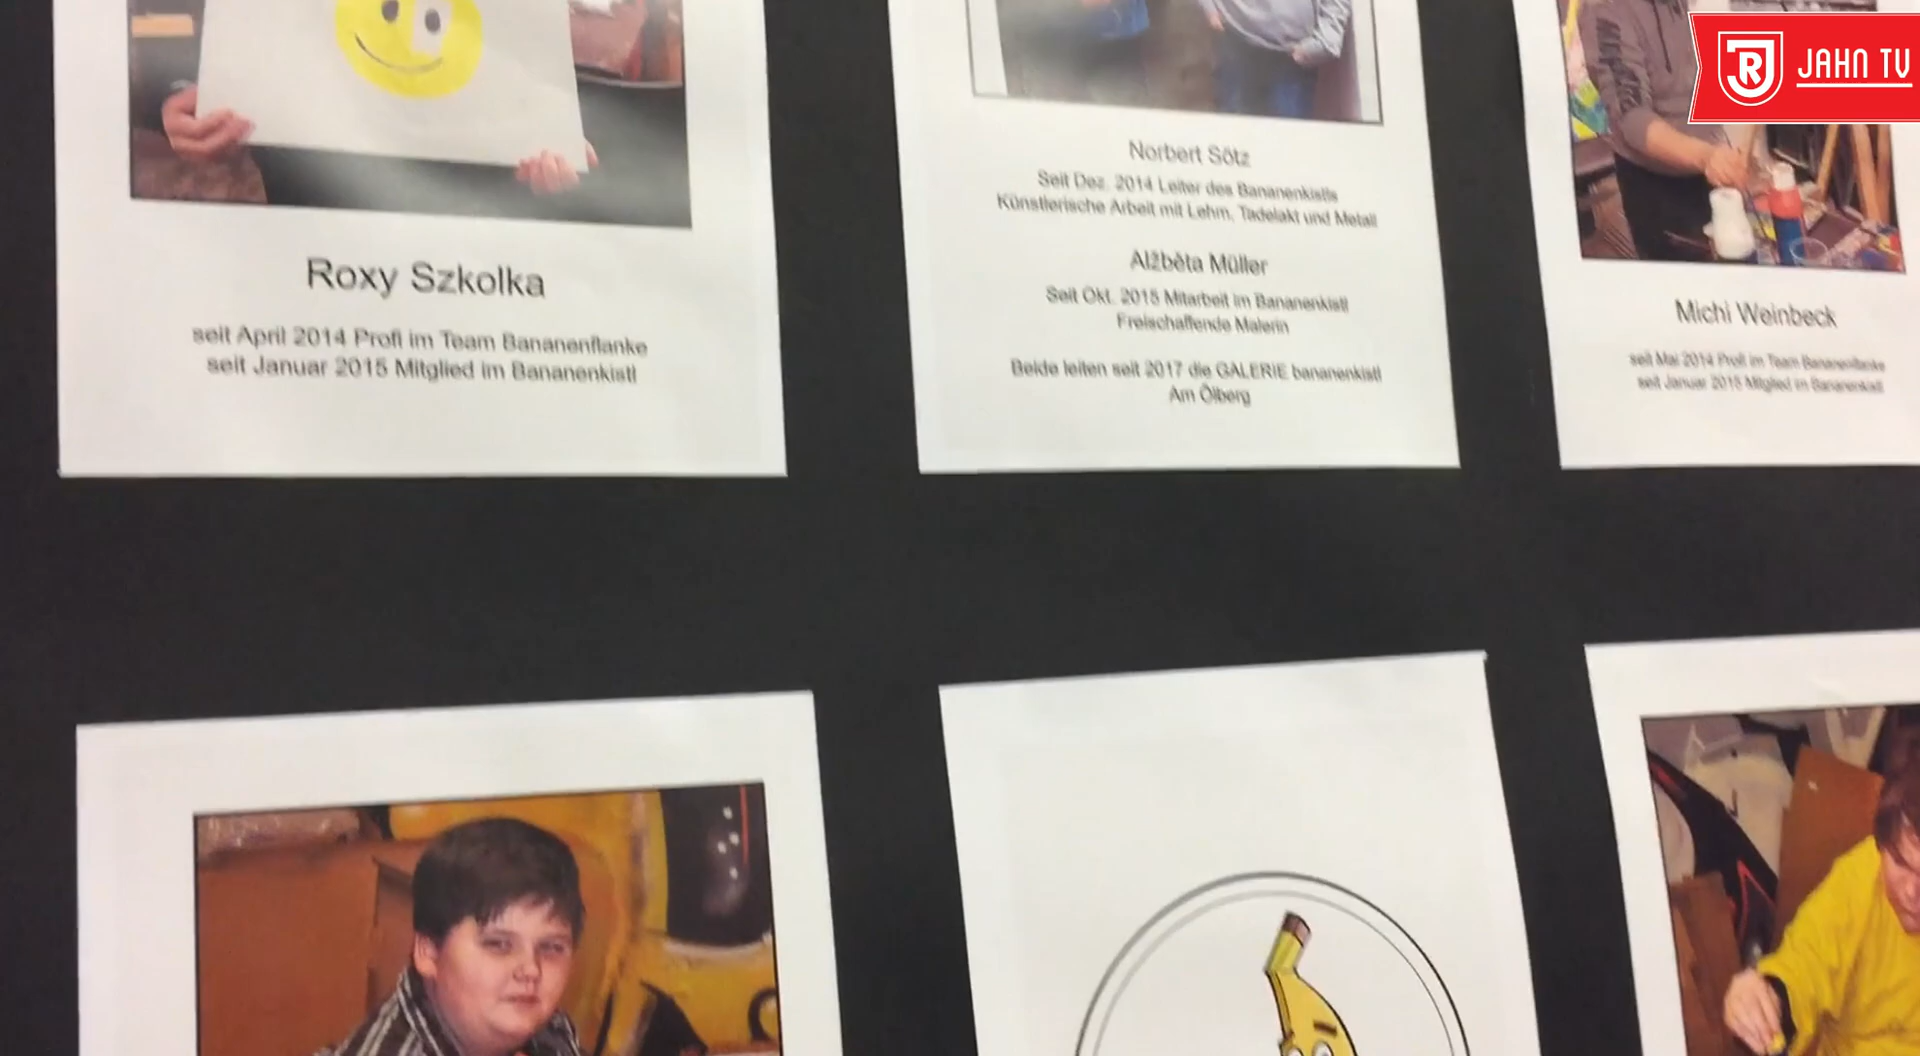 JAHN TV
Roxy Szkolka
seit April 2014 Profi im Team Bananenflanke
seit Januar 2015 Mitglied im Bananenkistl
Norbert Sötz
Seit Dez. 2014 Leiter des Bananenkistls
Künstlerische Arbeit mit Lehm, Tadelakt und Metall
Alžběta Müller
Seit Okt. 2015 Mitarbeit im Bananenkistl
Freischaffende Malerin
Beide leiten seit 2017 die GALERIE bananenkistl
Am Ölberg
Michi Weinbeck
seit Mai 2014 Profi im Team Bananenflanke
seit Januar 2015 Mitglied im Bananenkistl